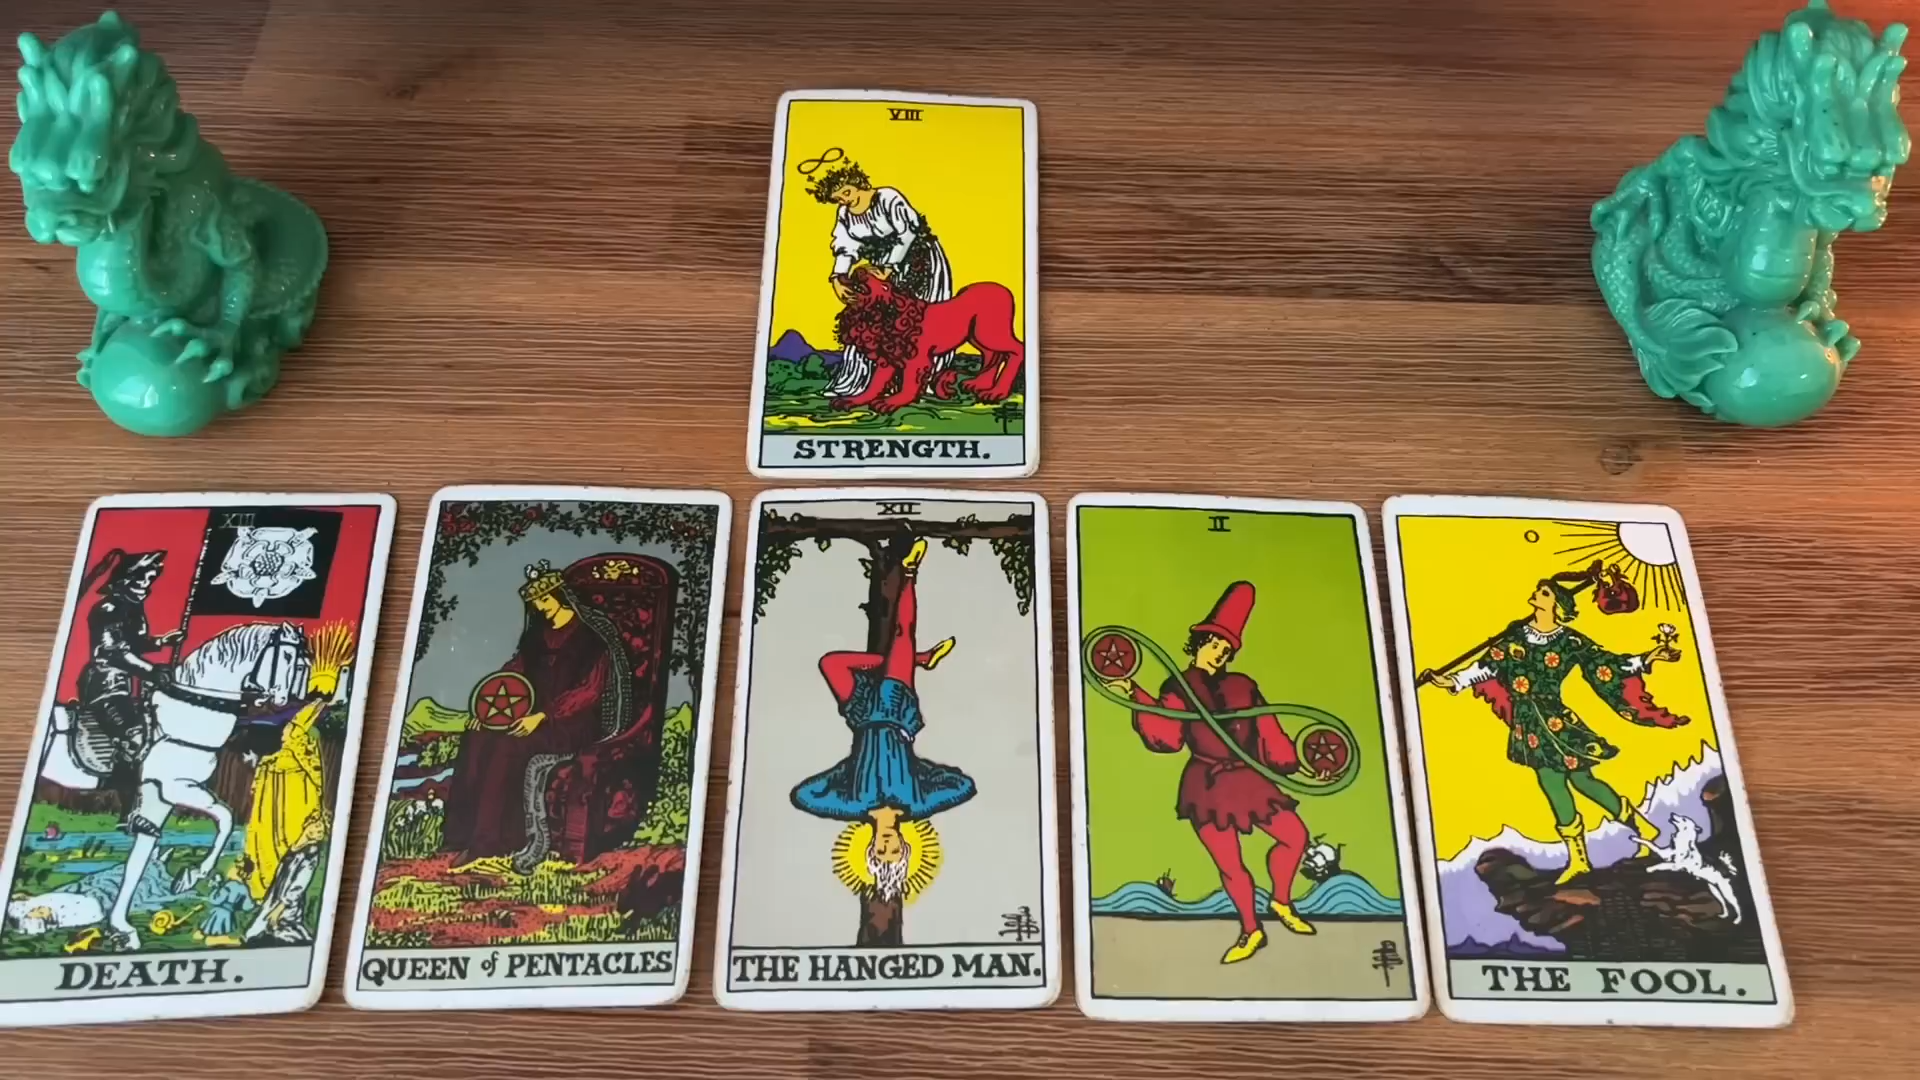 VIII
STRENGTH.
XIII
DEATH.
QUEEN of PENTACLES
XII
THE HANGED MAN.
II
THE FOOL.